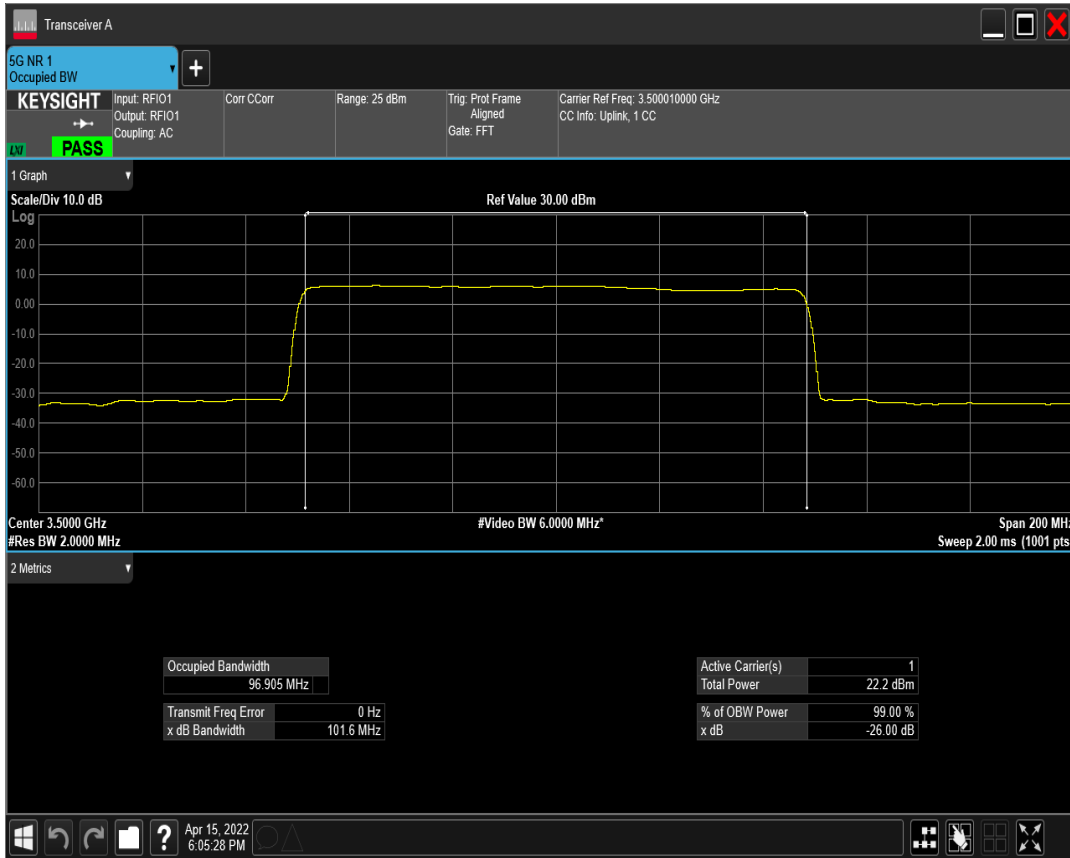 Transceiver A
5G NR 1
Occupied BW
+
KEYSIGHT
LXI
PASS
Input: RFIO1
Output: RFIO1
Coupling: AC
Corr CCorr
Range: 25 dBm
Trig: Prot Frame
Aligned
Gate: FFT
Carrier Ref Freq: 3.500010000 GHz
CC Info: Uplink, 1 CC
1 Graph
Scale/Div 10.0 dB
Ref Value 30.00 dBm
Log
20.0
10.0
0.00
-10.0
-20.0
-30.0
-40.0
-50.0
-60.0
Center 3.5000 GHz
#Video BW 6.0000 MHz*
Span 200 MHz
#Res BW 2.0000 MHz
Sweep 2.00 ms (1001 pts
2 Metrics
Occupied Bandwidth
96.905 MHz
Transmit Freq Error 0 Hz
x dB Bandwidth 101.6 MHz
Active Carrier(s) 1
Total Power 22.2 dBm
% of OBW Power 99.00 %
x dB -26.00 dB
?
Apr 15, 2022
6:05:28 PM